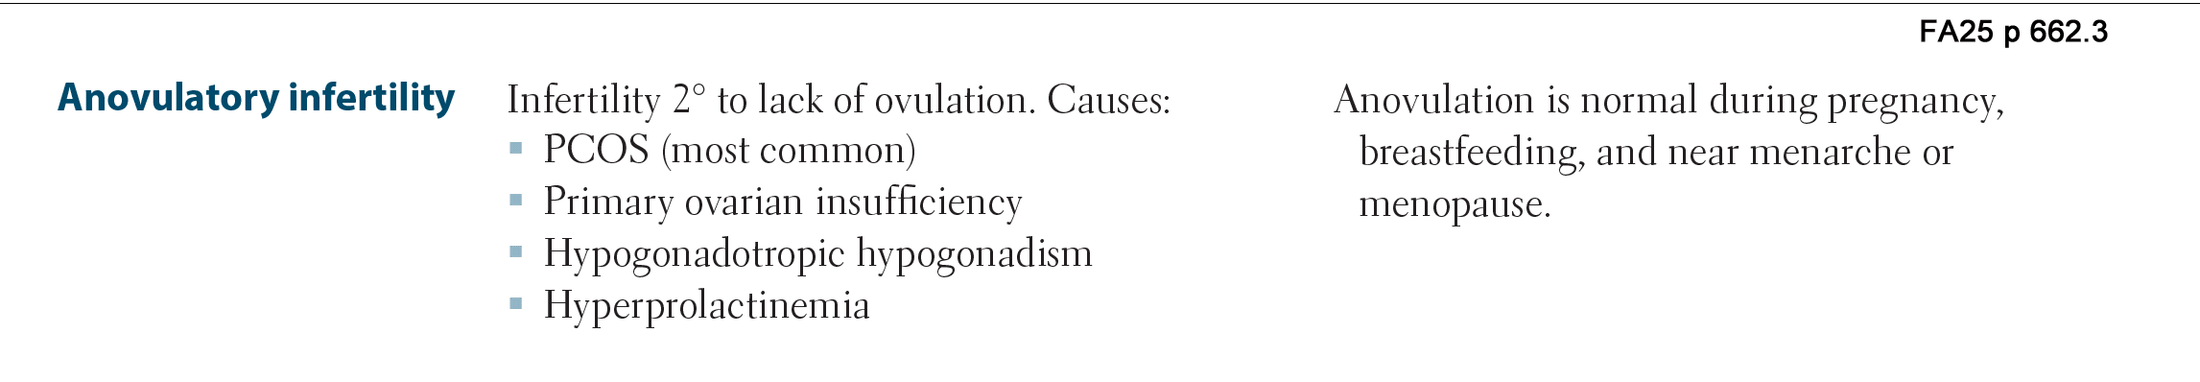 FA25 p 662.3
Anovulatory infertility
Infertility 2° to lack of ovulation. Causes:
▪ PCOS (most common)
▪ Primary ovarian insufficiency
▪ Hypogonadotropic hypogonadism
▪ Hyperprolactinemia
Anovulation is normal during pregnancy,
breastfeeding, and near menarche or
menopause.